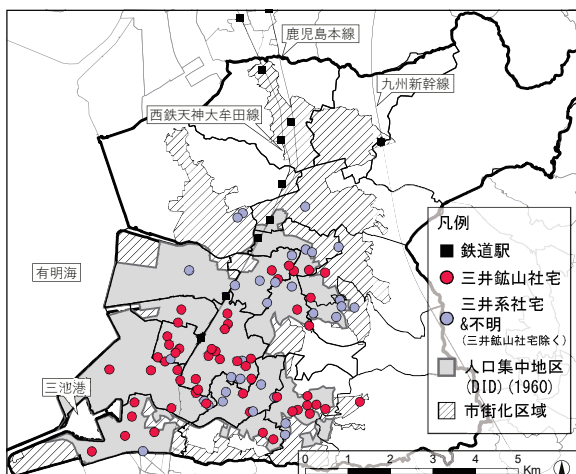 鹿児島本線
九州新幹線
西鉄天神大牟田線
有明海
三池港
凡例
鉄道駅
三井鉱山社宅
三井系社宅
&不明
(三井鉱山社宅除く)
人口集中地区
(DID) (1960)
市街化区域
0 1 2 3 4 5
Km